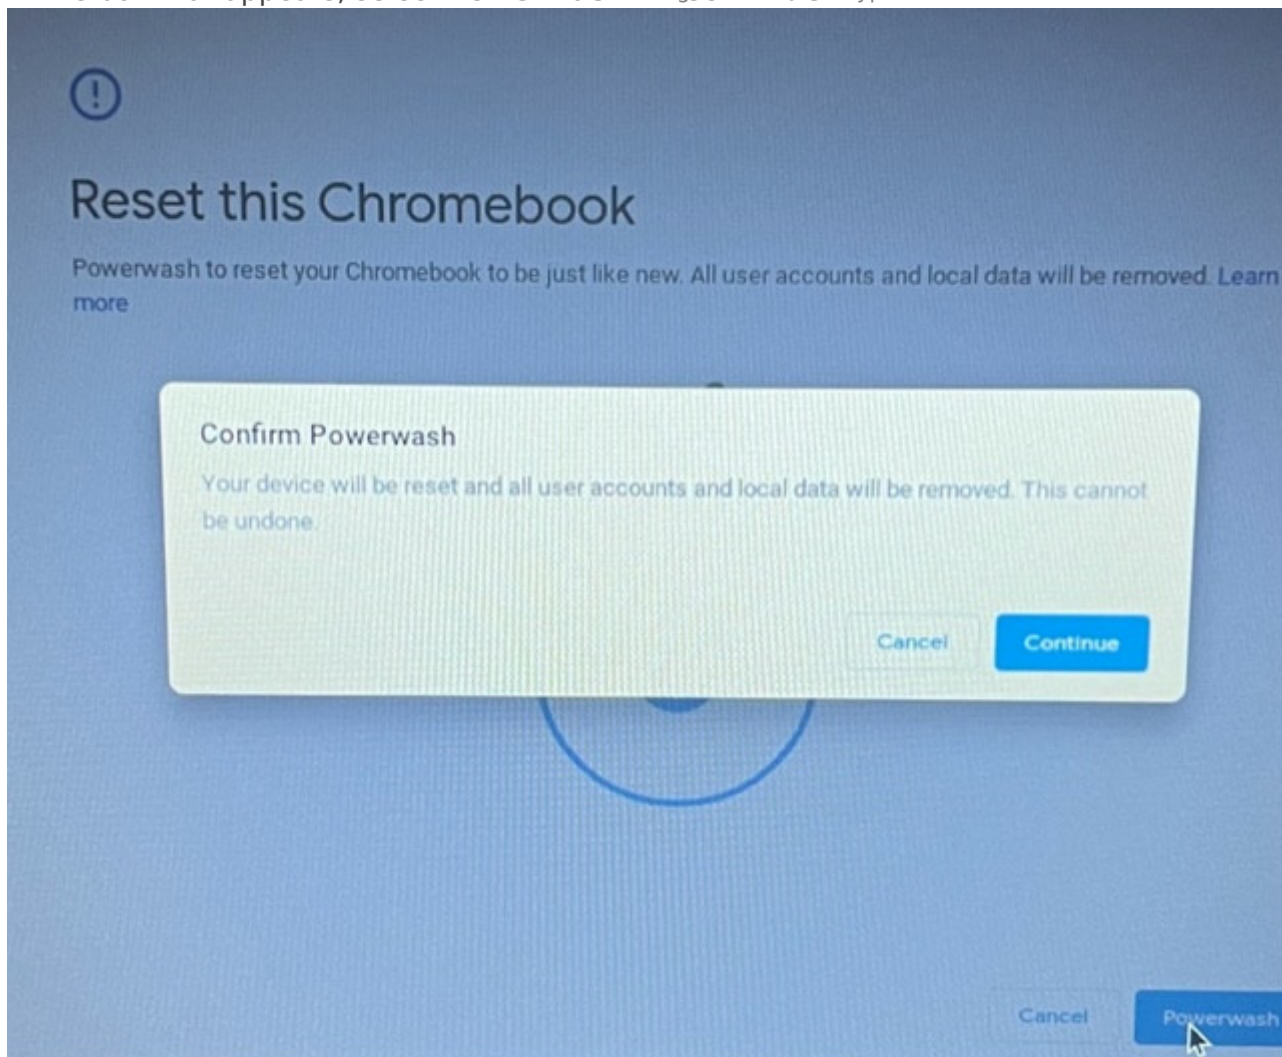 Reset this Chromebook
Powerwash to reset your Chromebook to be just like new. All user accounts and local data will be removed. Learn
more
Confirm Powerwash
Your device will be reset and all user accounts and local data will be removed. This cannot
be undone.
Cancel Continue
Cancel Powerwash